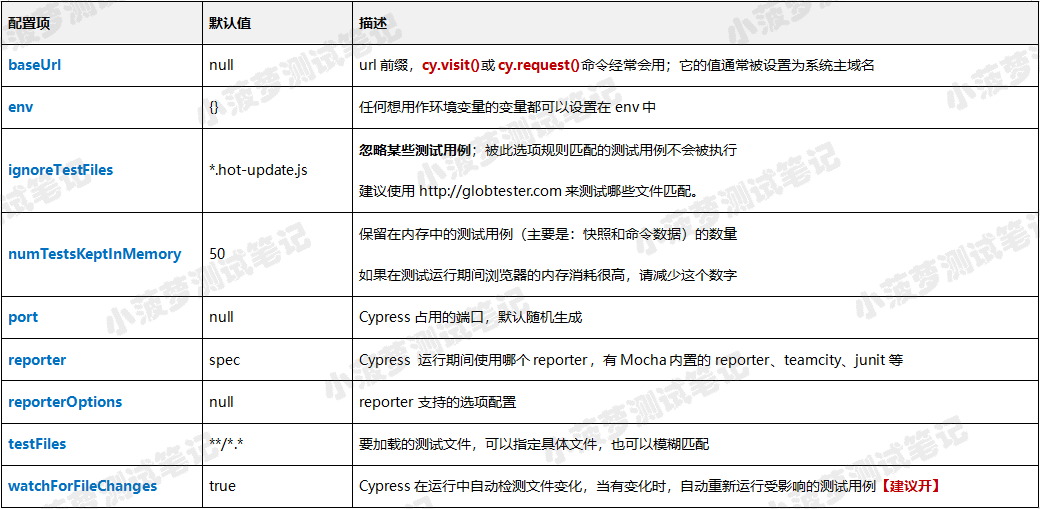 配置项 默认值 描述
baseUrl null url 前缀，cy.visit()或 cy.request()命令经常会用；它的值通常被设置为系统主域名
env {} 任何想用作环境变量的变量都可以设置在 env 中
ignoreTestFiles *.hot-update.js 忽略某些测试用例；被此选项规则匹配的测试用例不会被执行
建议使用 http://globtester.com 来测试哪些文件匹配。
numTestsKeptInMemory 50 保留在内存中的测试用例（主要是：快照和命令数据）的数量
如果在测试运行期间浏览器的内存消耗很高，请减少这个数字
port null Cypress 占用的端口，默认随机生成
reporter spec Cypress 运行期间使用哪个 reporter，有 Mocha 内置的 reporter、teamcity、junit 等
reporterOptions null reporter 支持的选项配置
testFiles **/*.* 要加载的测试文件，可以指定具体文件，也可以模糊匹配
watchForFileChanges true Cypress 在运行中自动检测文件变化，当有变化时，自动重新运行受影响的测试用例【建议开】
小菠萝测试笔记